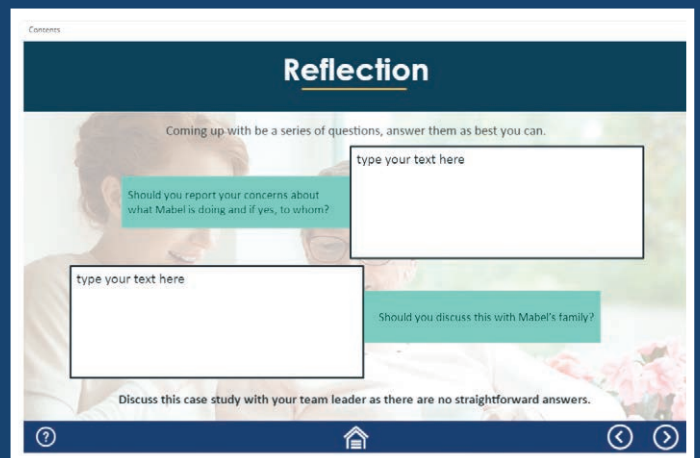 Contents
Reflection
Coming up with be a series of questions, answer them as best you can.
type your text here
Should you report your concerns about
what Mabel is doing and if yes, to whom?
type your text here
Should you discuss this with Mabel's family?
Discuss this case study with your team leader as there are no straightforward answers.
?